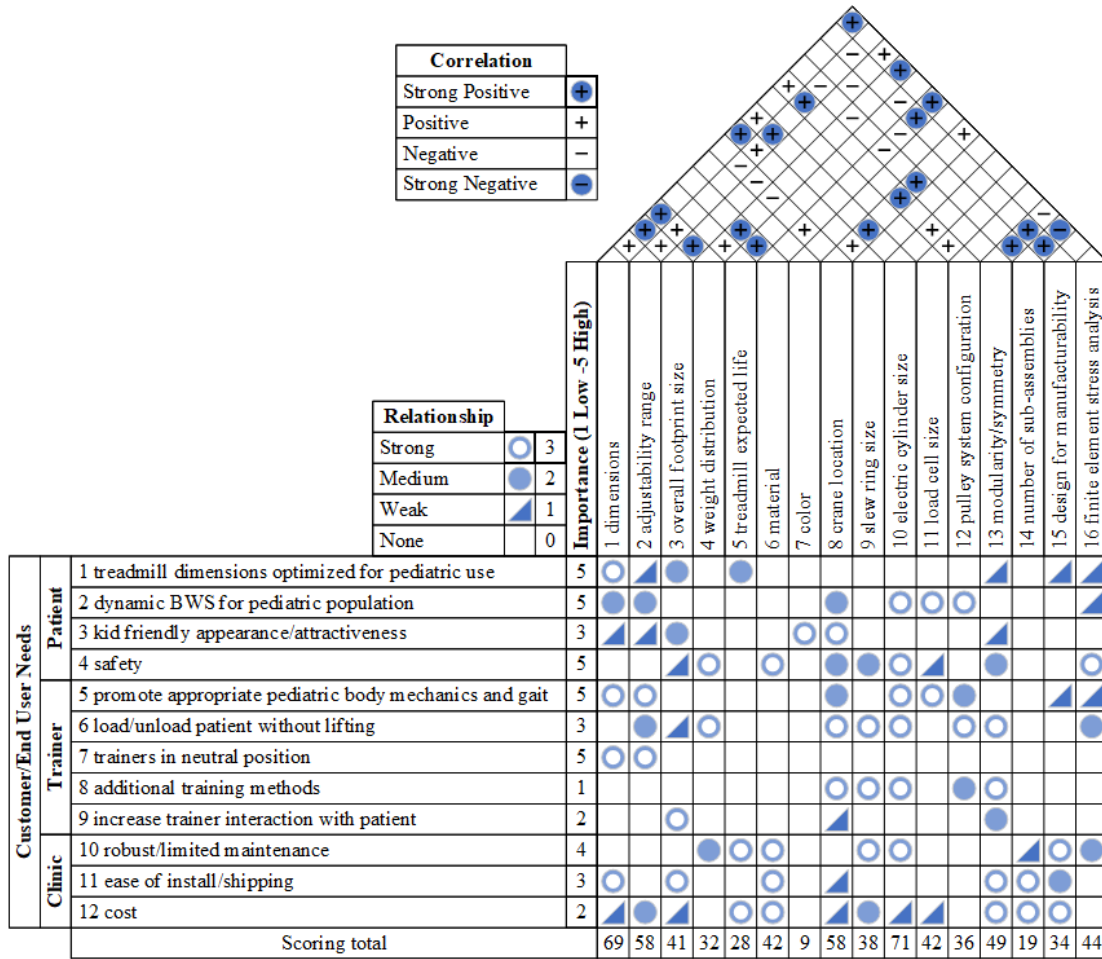 Correlation
Strong Positive +
Positive +
Negative −
Strong Negative −
Relationship
Strong 3
Medium 2
Weak 1
None 0
Importance (1 Low -5 High)
1 dimensions
2 adjustability range
3 overall footprint size
4 weight distribution
5 treadmill expected life
6 material
7 color
8 crane location
9 slew ring size
10 electric cylinder size
11 load cell size
12 pulley system configuration
13 modularity/symmetry
14 number of sub-assemblies
15 design for manufacturability
16 finite element stress analysis
Customer/End User Needs
Patient
1 treadmill dimensions optimized for pediatric use 5
2 dynamic BWS for pediatric population 5
3 kid friendly appearance/attractiveness 3
4 safety 5
Trainer
5 promote appropriate pediatric body mechanics and gait 5
6 load/unload patient without lifting 3
7 trainers in neutral position 5
8 additional training methods 1
9 increase trainer interaction with patient 2
Clinic
10 robust/limited maintenance 4
11 ease of install/shipping 3
12 cost 2
Scoring total 69 58 41 32 28 42 9 58 38 71 42 36 49 19 34 44